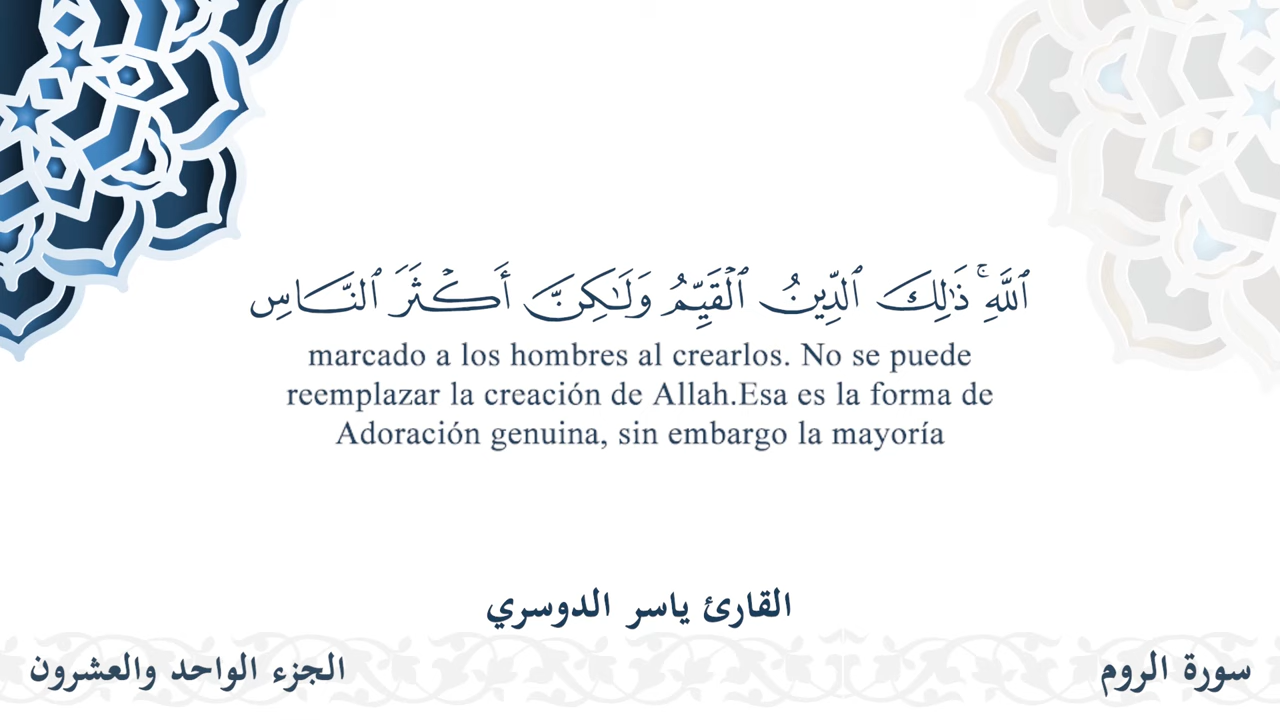 ٱللَّهِۚ ذَٰلِكَ ٱلدِّينُ ٱلۡقَيِّمُ وَلَٰكِنَّ أَكۡثَرَ ٱلنَّاسِ
marcado a los hombres al crearlos. No se puede
reemplazar la creación de Allah.Esa es la forma de
Adoración genuina, sin embargo la mayoría
القارئ ياسر الدوسري
سورة الروم
الجزء الواحد والعشرون